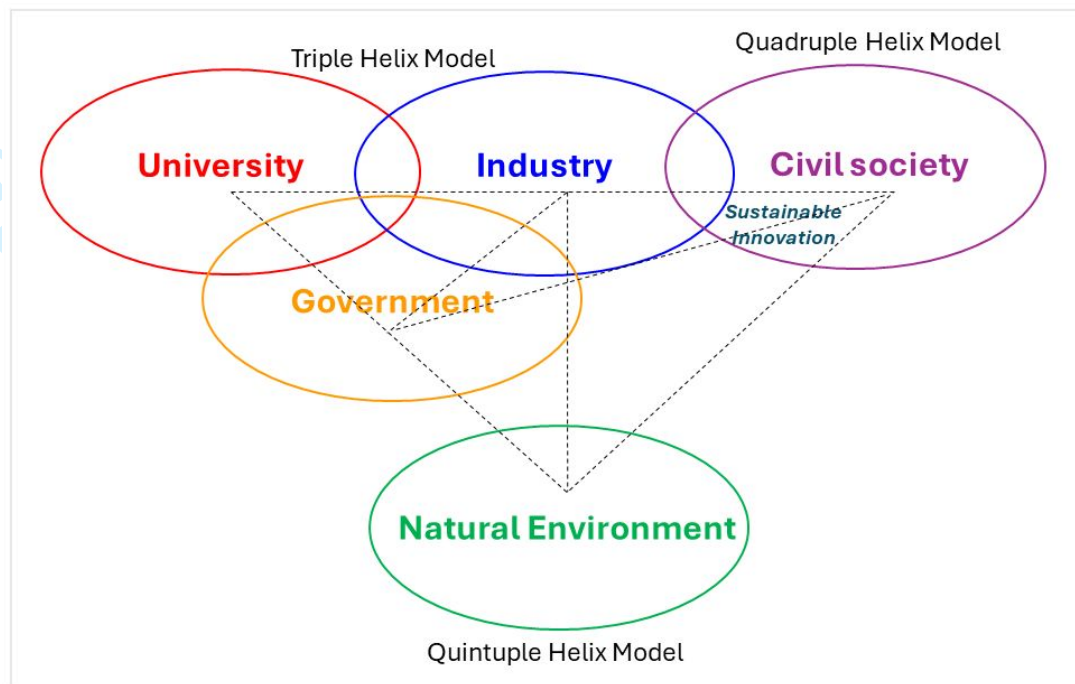 Quadruple Helix Model
Triple Helix Model
University
Industry
Civil society
Sustainable
Innovation
Government
Natural Environment
Quintuple Helix Model